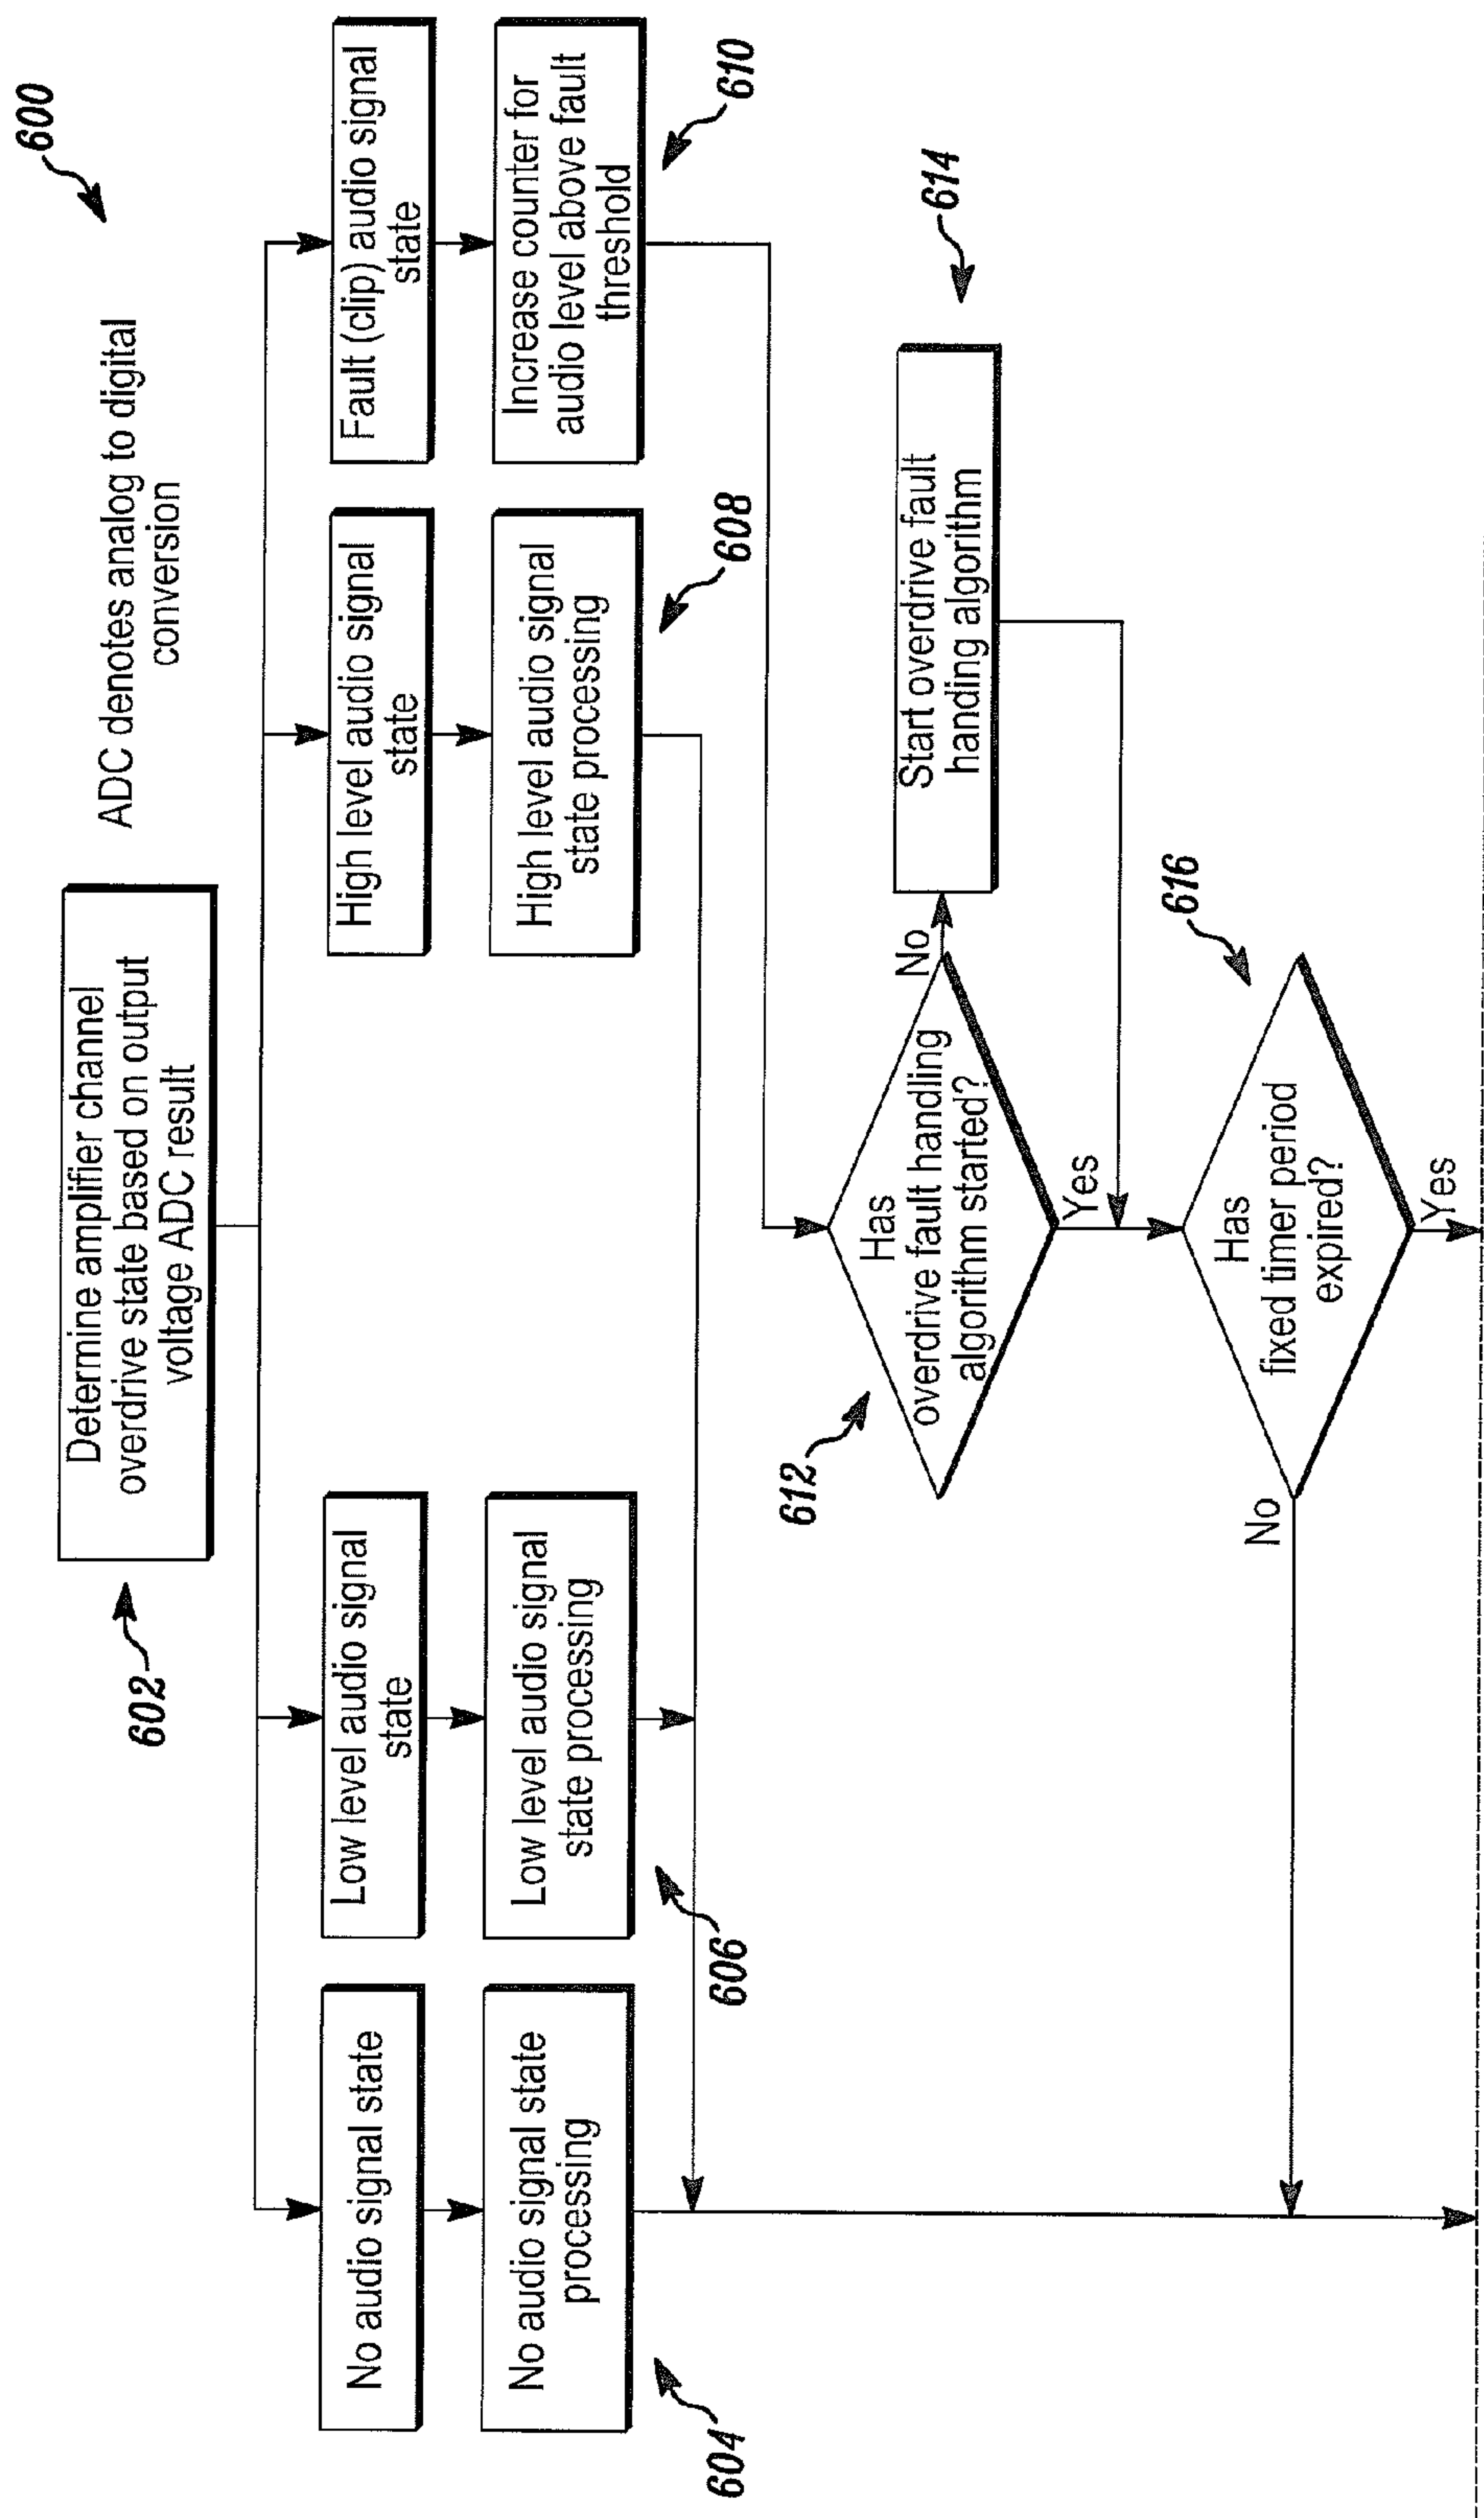 600
ADC denotes analog to digital
conversion
602
Determine amplifier channel
overdrive state based on output
voltage ADC result
No audio signal state
Low level audio signal
state
High level audio signal
state
Fault (clip) audio signal
state
No audio signal state
processing
Low level audio signal
state processing
High level audio signal
state processing
Increase counter for
audio level above fault
threshold
604
606
608
610
612
Has
overdrive fault handling
algorithm started?
No
Start overdrive fault
handing algorithm
614
Yes
616
Has
fixed timer period
expired?
No
Yes